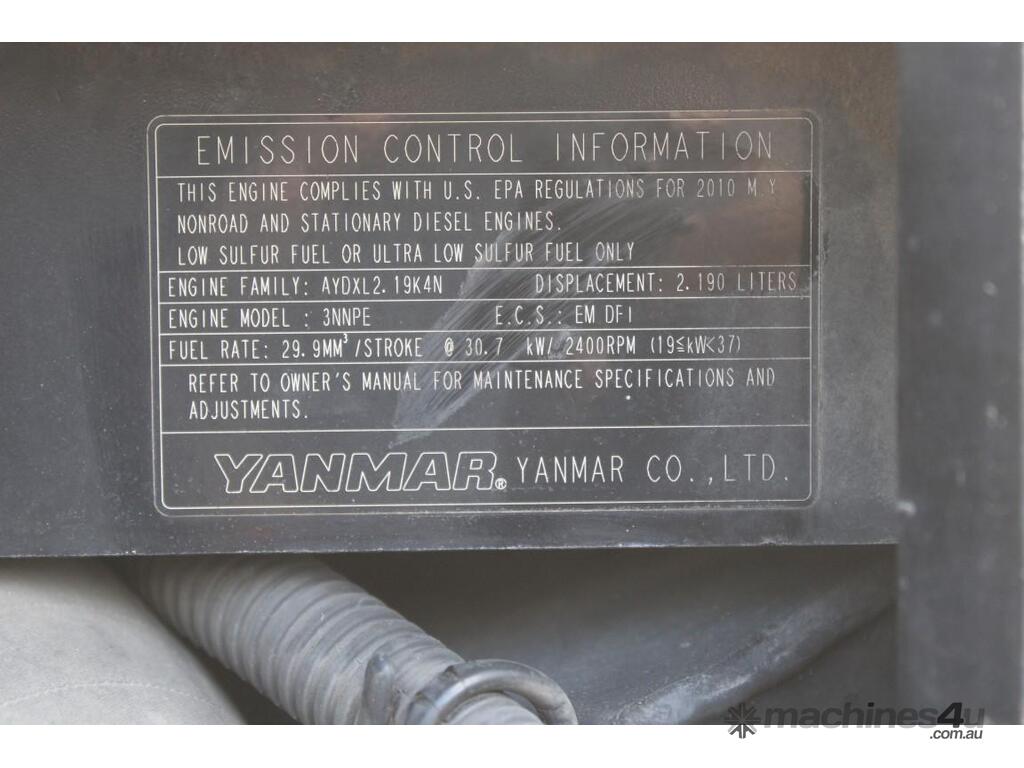 EMISSION CONTROL INFORMATION
THIS ENGINE COMPLIES WITH U.S. EPA REGULATIONS FOR 2010 M.Y
NONROAD AND STATIONARY DIESEL ENGINES.
LOW SULFUR FUEL OR ULTRA LOW SULFUR FUEL ONLY
ENGINE FAMILY: AYDXL2.19K4N DISPLACEMENT: 2.190 LITERS
ENGINE MODEL : 3NNPE E.C.S.: EM DFI
FUEL RATE: 29.9MM³/STROKE @ 30.7 kW/ 2400RPM (19≦kW<37)
REFER TO OWNER'S MANUAL FOR MAINTENANCE SPECIFICATIONS AND
ADJUSTMENTS.
YANMAR® YANMAR CO.,LTD.
machines4u
.com.au